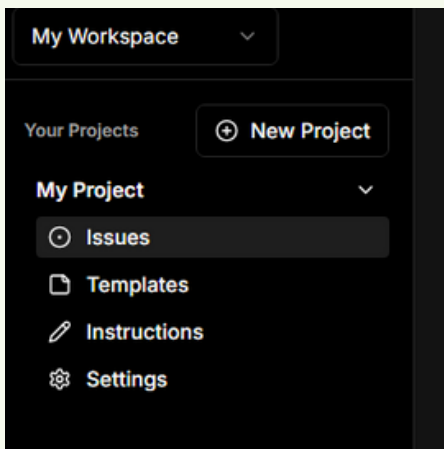 My Workspace
Your Projects New Project
My Project
Issues
Templates
Instructions
Settings